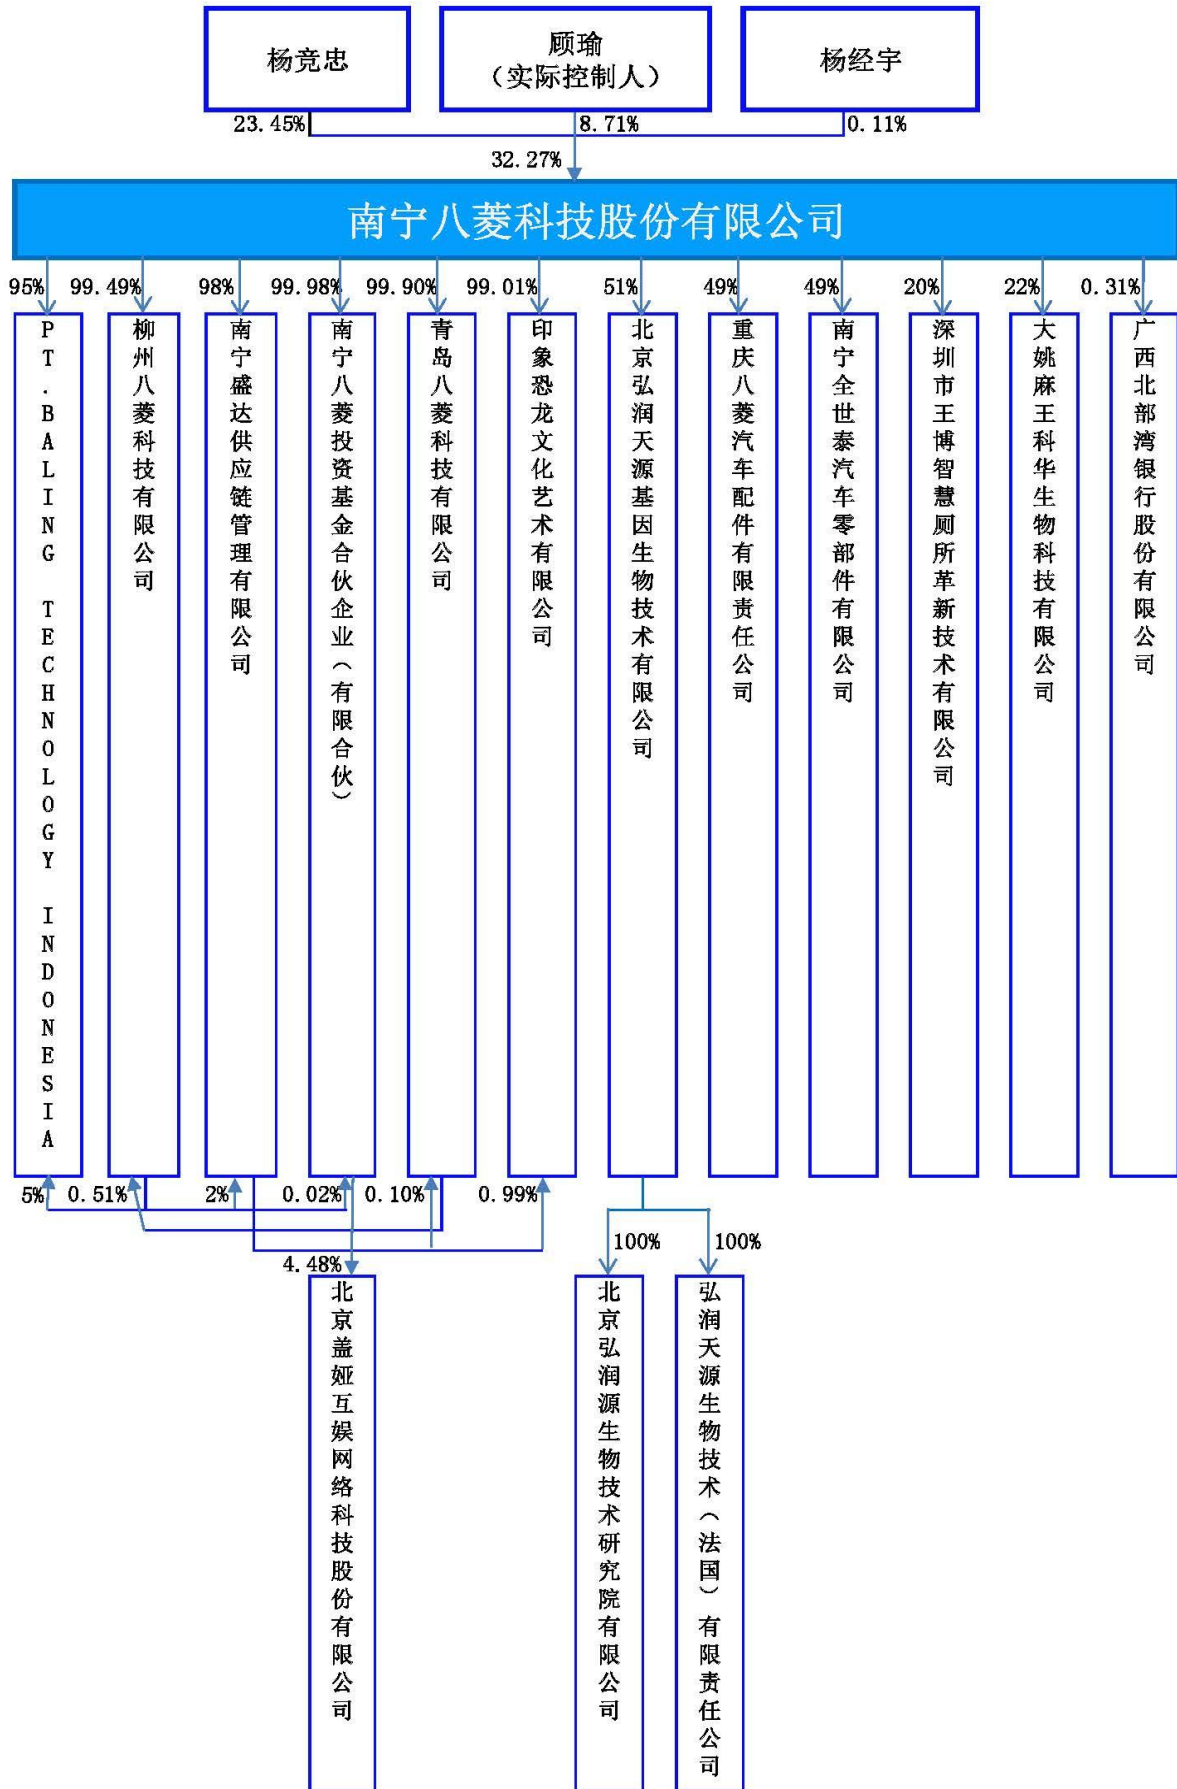 杨竞忠
顾瑜
（实际控制人）
杨经宇
23.45%
8.71%
0.11%
32.27%
南宁八菱科技股份有限公司
95%
99.49%
98%
99.98%
99.90%
99.01%
51%
49%
49%
20%
22%
0.31%
PT.BALING TECHNOLOGY INDONESIA
柳州八菱科技有限公司
南宁盛达供应链管理有限公司
南宁八菱投资基金合伙企业（有限合伙）
青岛八菱科技有限公司
印象恐龙文化艺术有限公司
北京弘润天源基因生物技术有限公司
重庆八菱汽车配件有限责任公司
南宁全世泰汽车零部件有限公司
深圳市王博智慧厕所革新技术有限公司
大姚麻王科华生物科技有限公司
广西北部湾银行股份有限公司
5%
0.51%
2%
0.02%
0.10%
0.99%
4.48%
100%
100%
北京盖娅互娱网络科技股份有限公司
北京弘润源生物技术研究院有限公司
弘润天源生物技术（法国）有限责任公司